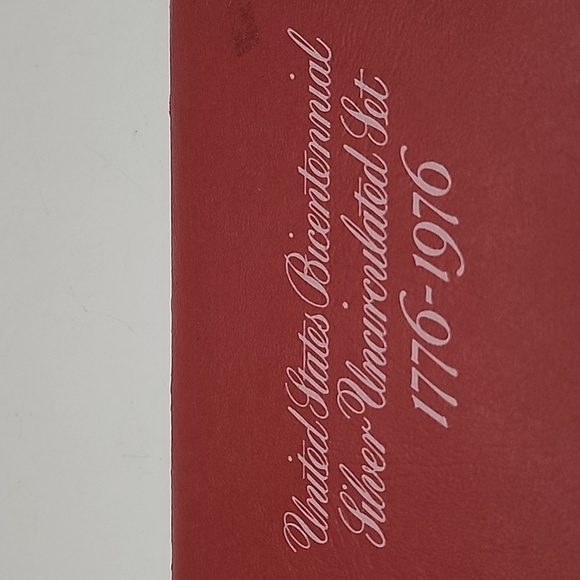 United States Bicentennial
Silver Uncirculated Set
1776-1976